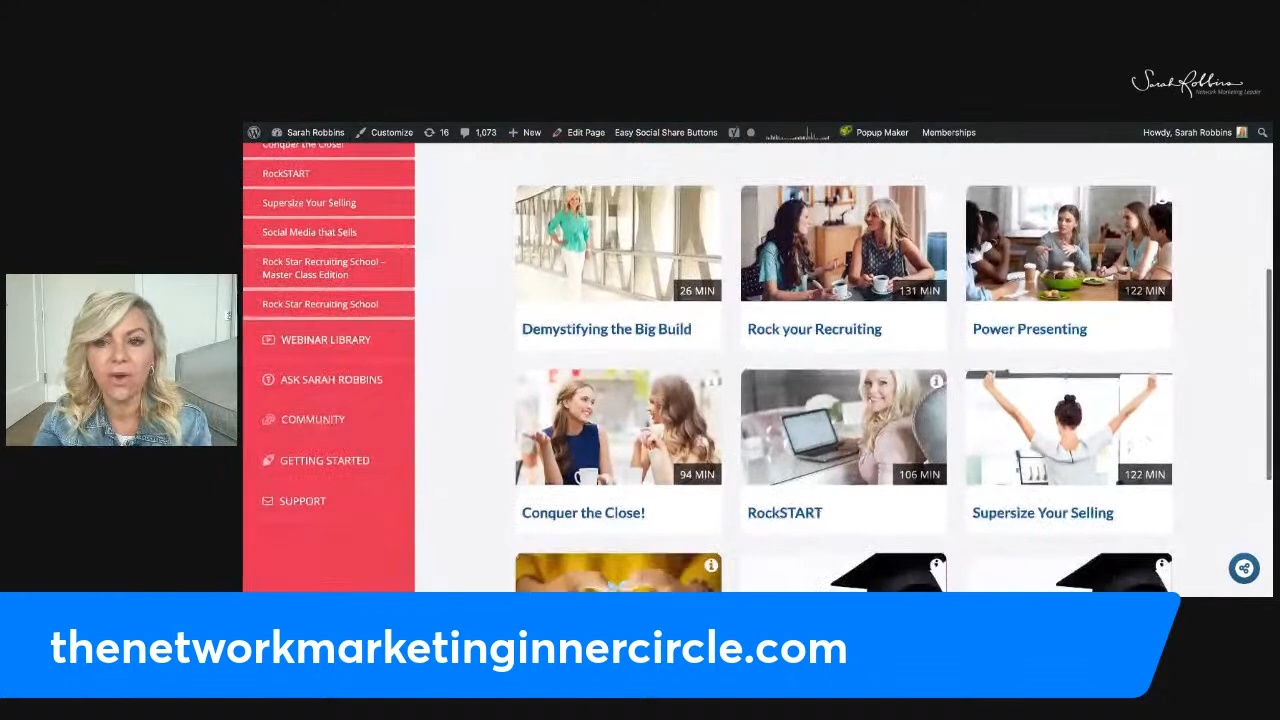 Sarah Robbins
Network Marketing Leader
Sarah Robbins Customize 16 1,073 New Edit Page Easy Social Share Buttons Popup Maker Memberships Howdy, Sarah Robbins
Conquer the Close!
RockSTART
Supersize Your Selling
Social Media that Sells
Rock Star Recruiting School –
Master Class Edition
Rock Star Recruiting School
WEBINAR LIBRARY
ASK SARAH ROBBINS
COMMUNITY
GETTING STARTED
SUPPORT
26 MIN
131 MIN
122 MIN
Demystifying the Big Build
Rock your Recruiting
Power Presenting
94 MIN
106 MIN
122 MIN
Conquer the Close!
RockSTART
Supersize Your Selling
thenetworkmarketinginnercircle.com